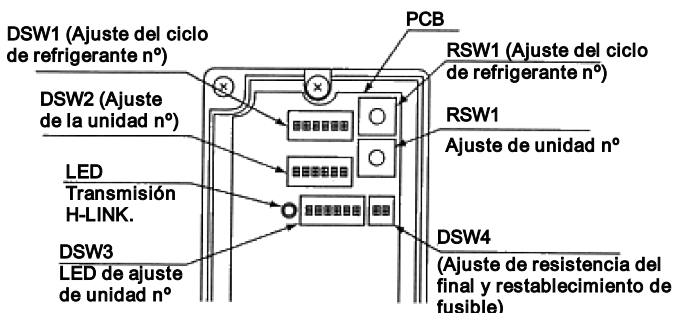 DSW1 (Ajuste del ciclo
de refrigerante nº)
PCB
RSW1 (Ajuste del ciclo
de refrigerante nº)
DSW2 (Ajuste
de la unidad nº)
RSW1
Ajuste de unidad nº
LED
Transmisión
H-LINK.
DSW3
LED de ajuste
de unidad nº
DSW4
(Ajuste de resistencia del
final y restablecimiento de
fusible)